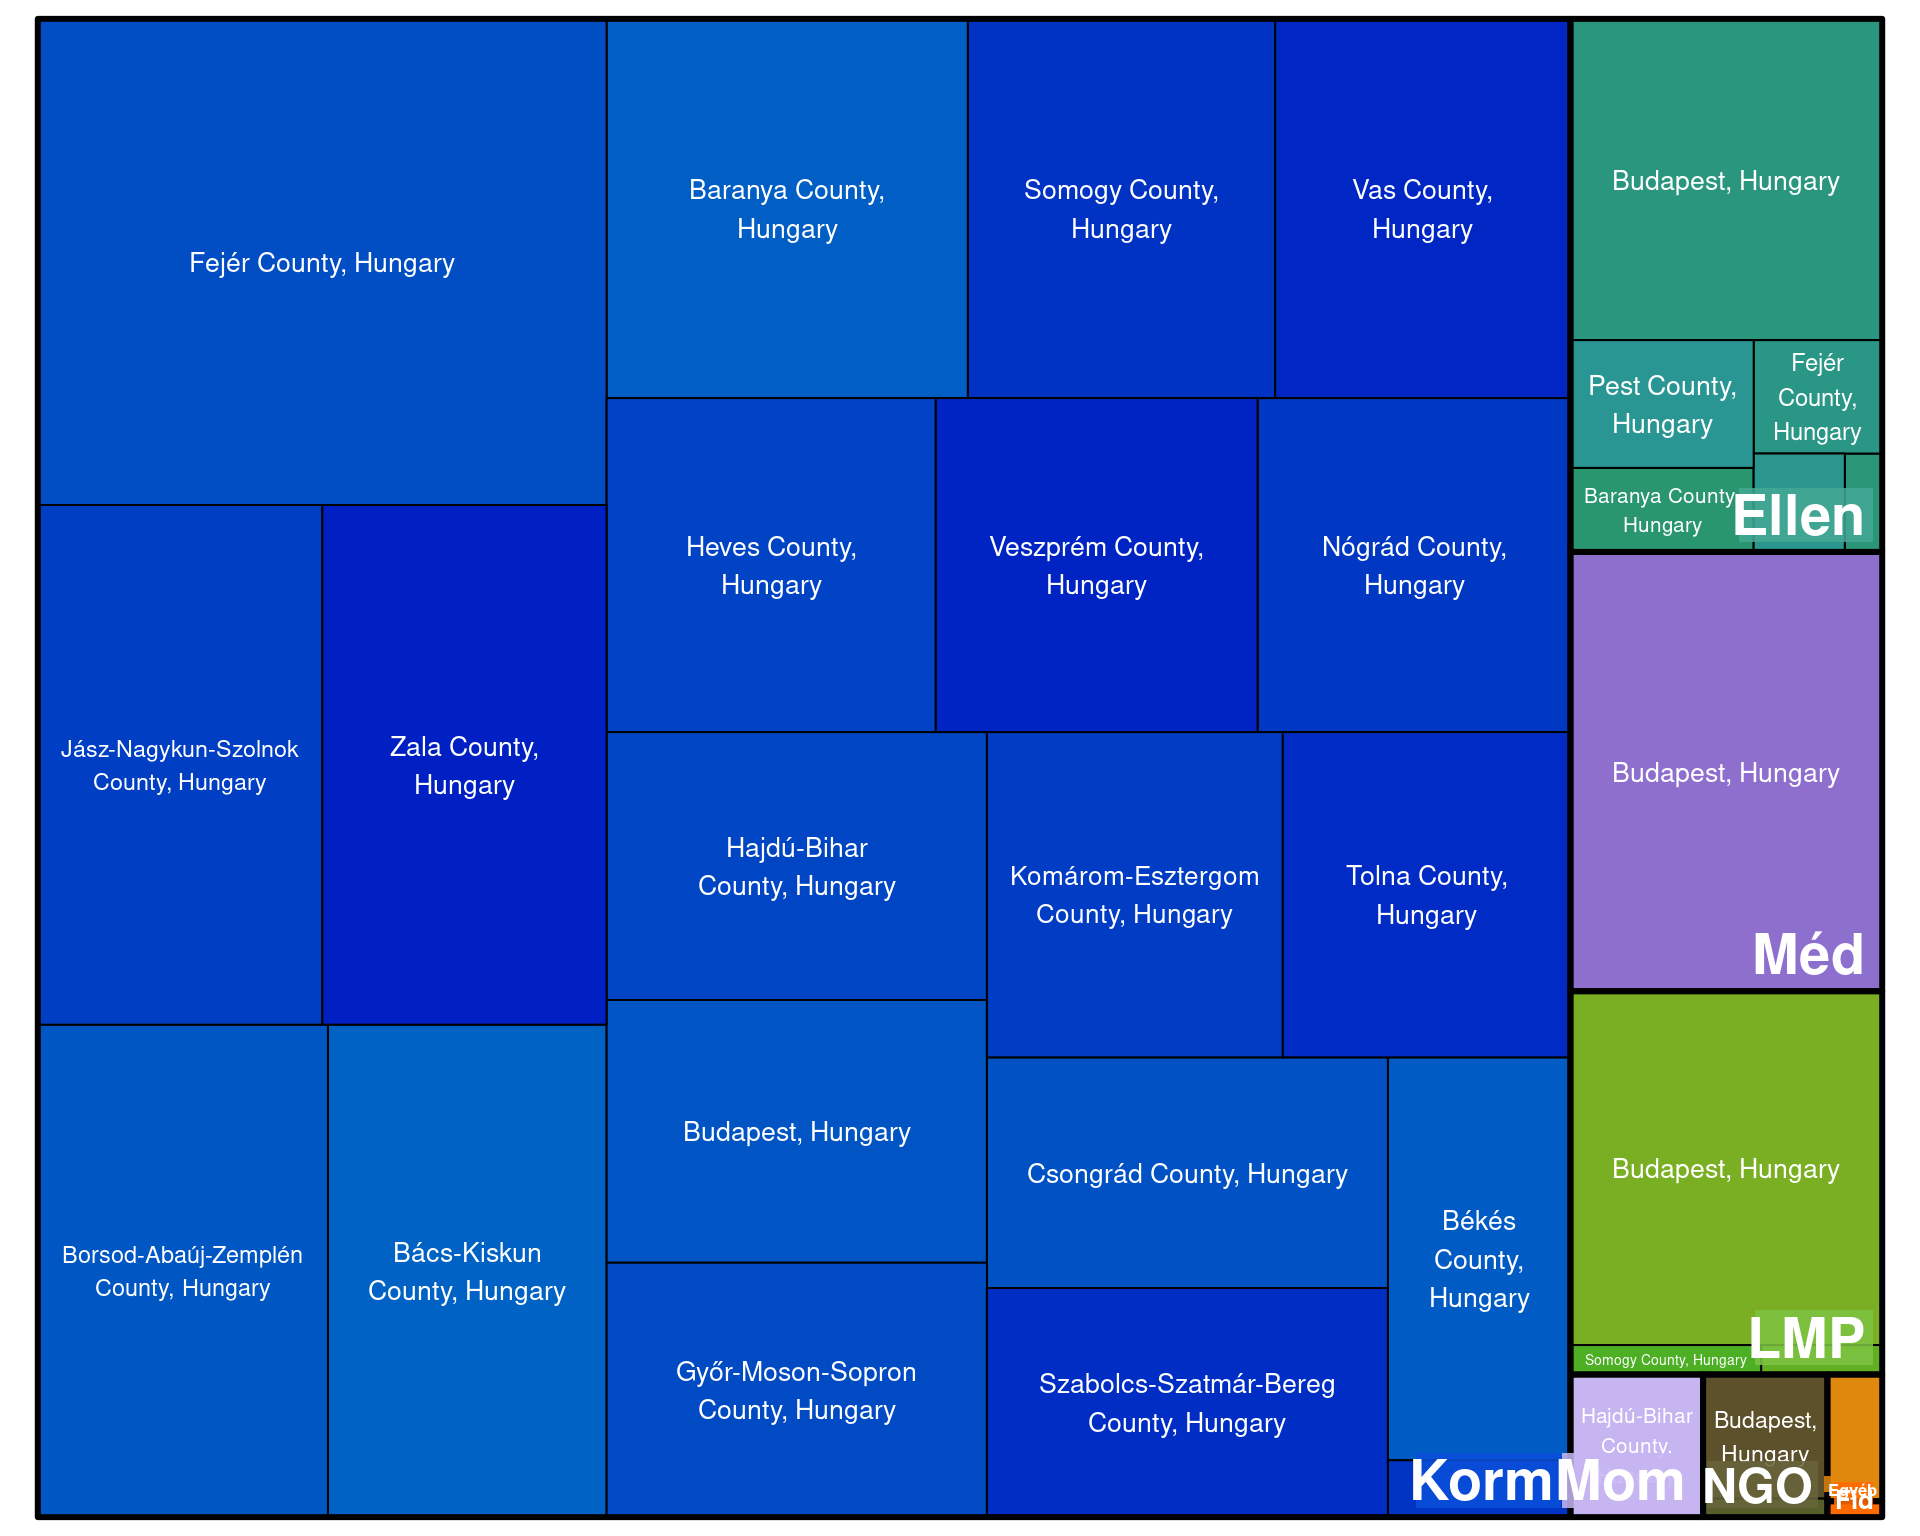 Fejér County, Hungary
Baranya County,
Hungary
Somogy County,
Hungary
Vas County,
Hungary
Budapest, Hungary
Pest County,
Hungary
Fejér
County,
Hungary
Baranya County,
Hungary
Ellen
Jász-Nagykun-Szolnok
County, Hungary
Zala County,
Hungary
Heves County,
Hungary
Veszprém County,
Hungary
Nógrád County,
Hungary
Budapest, Hungary
Méd
Hajdú-Bihar
County, Hungary
Komárom-Esztergom
County, Hungary
Tolna County,
Hungary
Borsod-Abaúj-Zemplén
County, Hungary
Bács-Kiskun
County, Hungary
Budapest, Hungary
Csongrád County, Hungary
Békés
County,
Hungary
Budapest, Hungary
LMP
Somogy County, Hungary
Győr-Moson-Sopron
County, Hungary
Szabolcs-Szatmár-Bereg
County, Hungary
Korm
Hajdú-Bihar
County,
Mom
Budapest,
Hungary
NGO
Egyéb
Fid